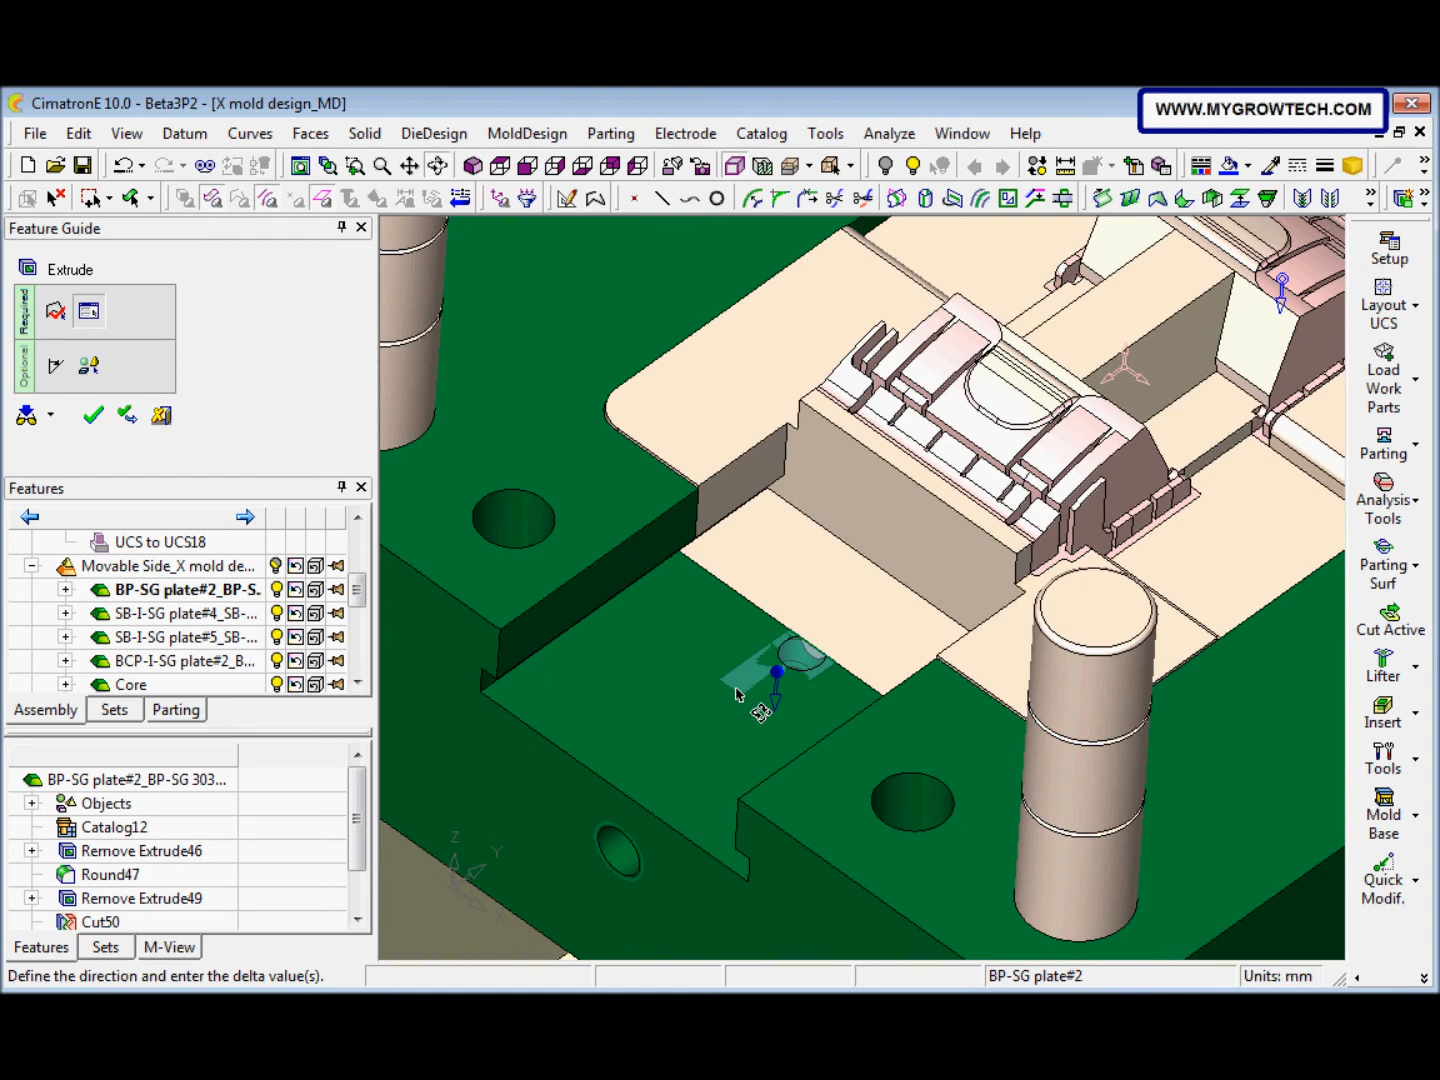 CimatronE 10.0 - Beta3P2 - [X mold design_MD]
WWW.MYGROWTECH.COM
File Edit View Datum Curves Faces Solid DieDesign MoldDesign Parting Electrode Catalog Tools Analyze Window Help
Feature Guide
Extrude
Required
Optional
Features
UCS to UCS18
Movable Side_X mold de...
BP-SG plate#2_BP-S...
SB-I-SG plate#4_SB-...
SB-I-SG plate#5_SB-...
BCP-I-SG plate#2_B...
Core
Assembly Sets Parting
BP-SG plate#2_BP-SG 303...
Objects
Catalog12
Remove Extrude46
Round47
Remove Extrude49
Cut50
Features Sets M-View
Z
Y
X
Setup
Layout
UCS
Load
Work
Parts
Parting
Analysis
Tools
Parting
Surf
Cut Active
Lifter
Insert
Tools
Mold
Base
Quick
Modif.
Define the direction and enter the delta value(s).
BP-SG plate#2
Units: mm